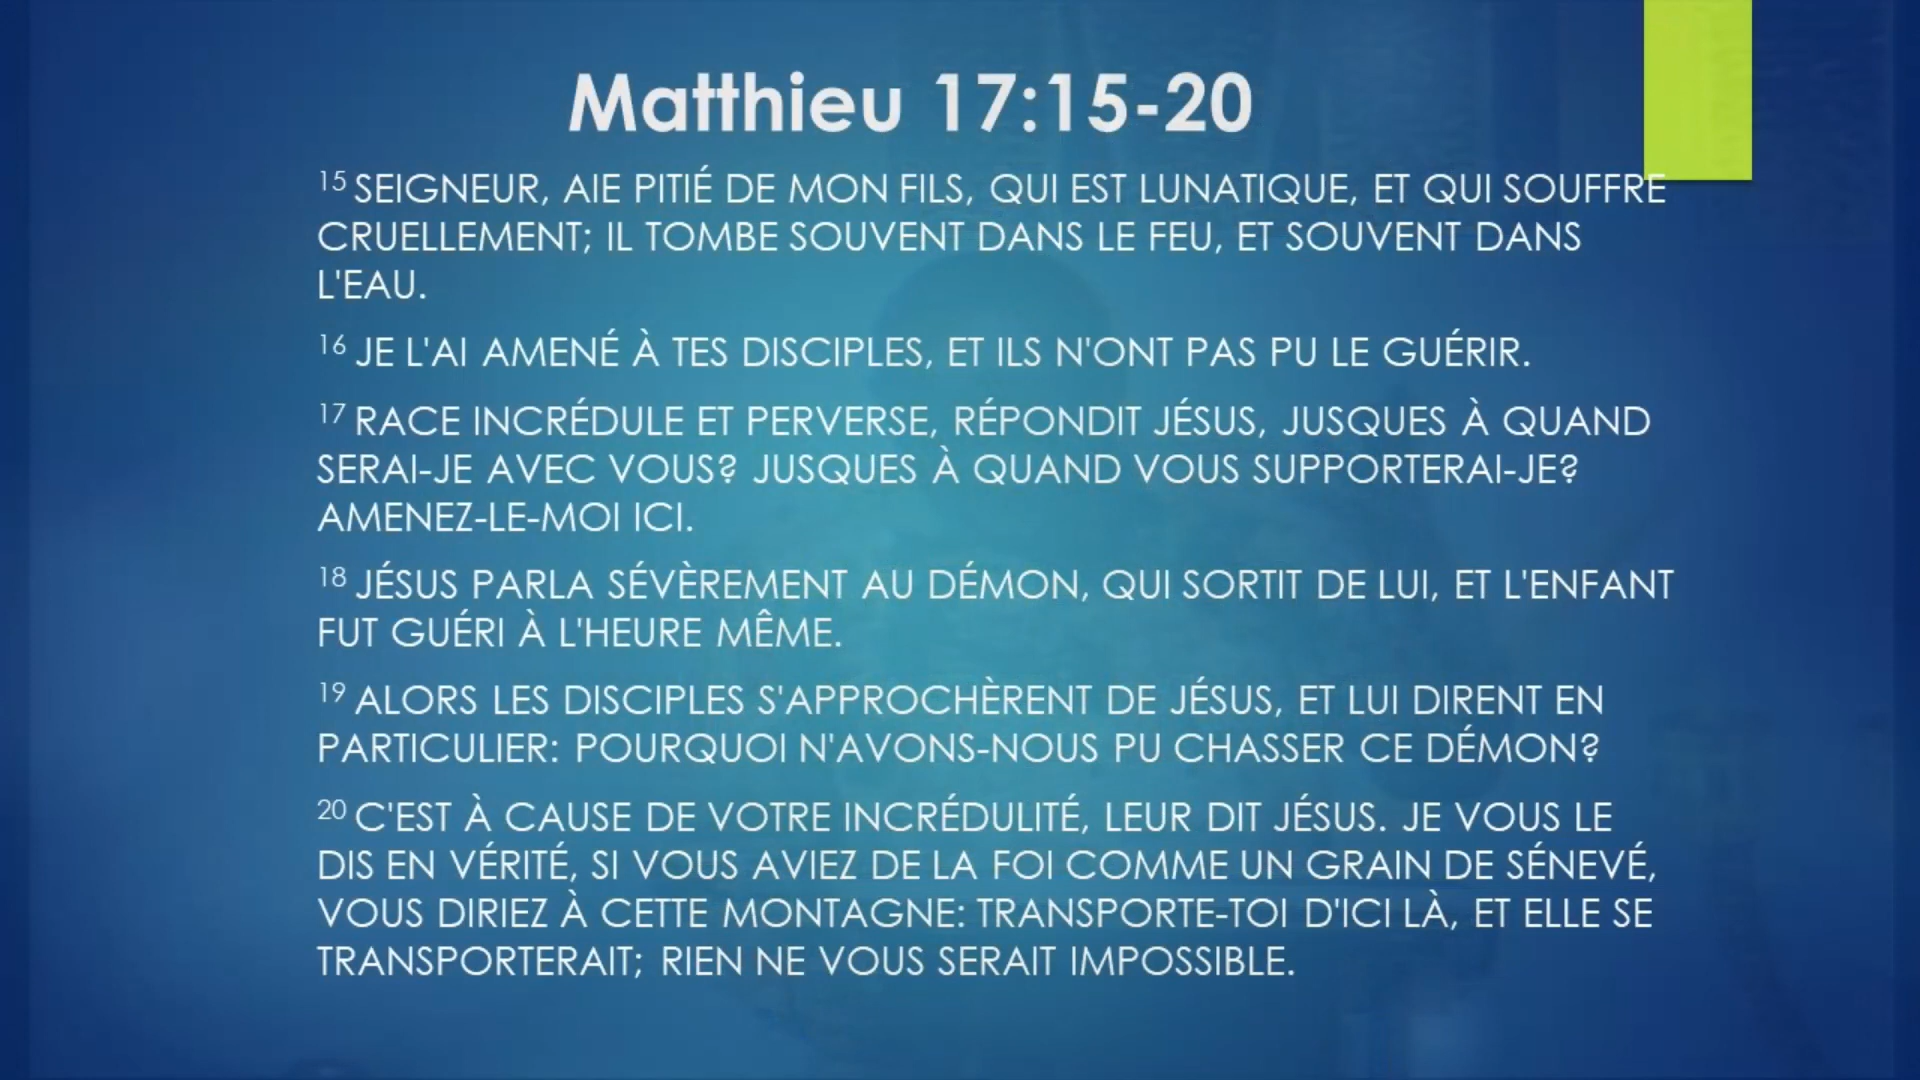 Matthieu 17:15-20
15 SEIGNEUR, AIE PITIÉ DE MON FILS, QUI EST LUNATIQUE, ET QUI SOUFFRE
CRUELLEMENT; IL TOMBE SOUVENT DANS LE FEU, ET SOUVENT DANS
L'EAU.
16 JE L'AI AMENÉ À TES DISCIPLES, ET ILS N'ONT PAS PU LE GUÉRIR.
17 RACE INCRÉDULE ET PERVERSE, RÉPONDIT JÉSUS, JUSQUES À QUAND
SERAI-JE AVEC VOUS? JUSQUES À QUAND VOUS SUPPORTERAI-JE?
AMENEZ-LE-MOI ICI.
18 JÉSUS PARLA SÉVÈREMENT AU DÉMON, QUI SORTIT DE LUI, ET L'ENFANT
FUT GUÉRI À L'HEURE MÊME.
19 ALORS LES DISCIPLES S'APPROCHÈRENT DE JÉSUS, ET LUI DIRENT EN
PARTICULIER: POURQUOI N'AVONS-NOUS PU CHASSER CE DÉMON?
20 C'EST À CAUSE DE VOTRE INCRÉDULITÉ, LEUR DIT JÉSUS. JE VOUS LE
DIS EN VÉRITÉ, SI VOUS AVIEZ DE LA FOI COMME UN GRAIN DE SÉNEVÉ,
VOUS DIRIEZ À CETTE MONTAGNE: TRANSPORTE-TOI D'ICI LÀ, ET ELLE SE
TRANSPORTERAIT; RIEN NE VOUS SERAIT IMPOSSIBLE.